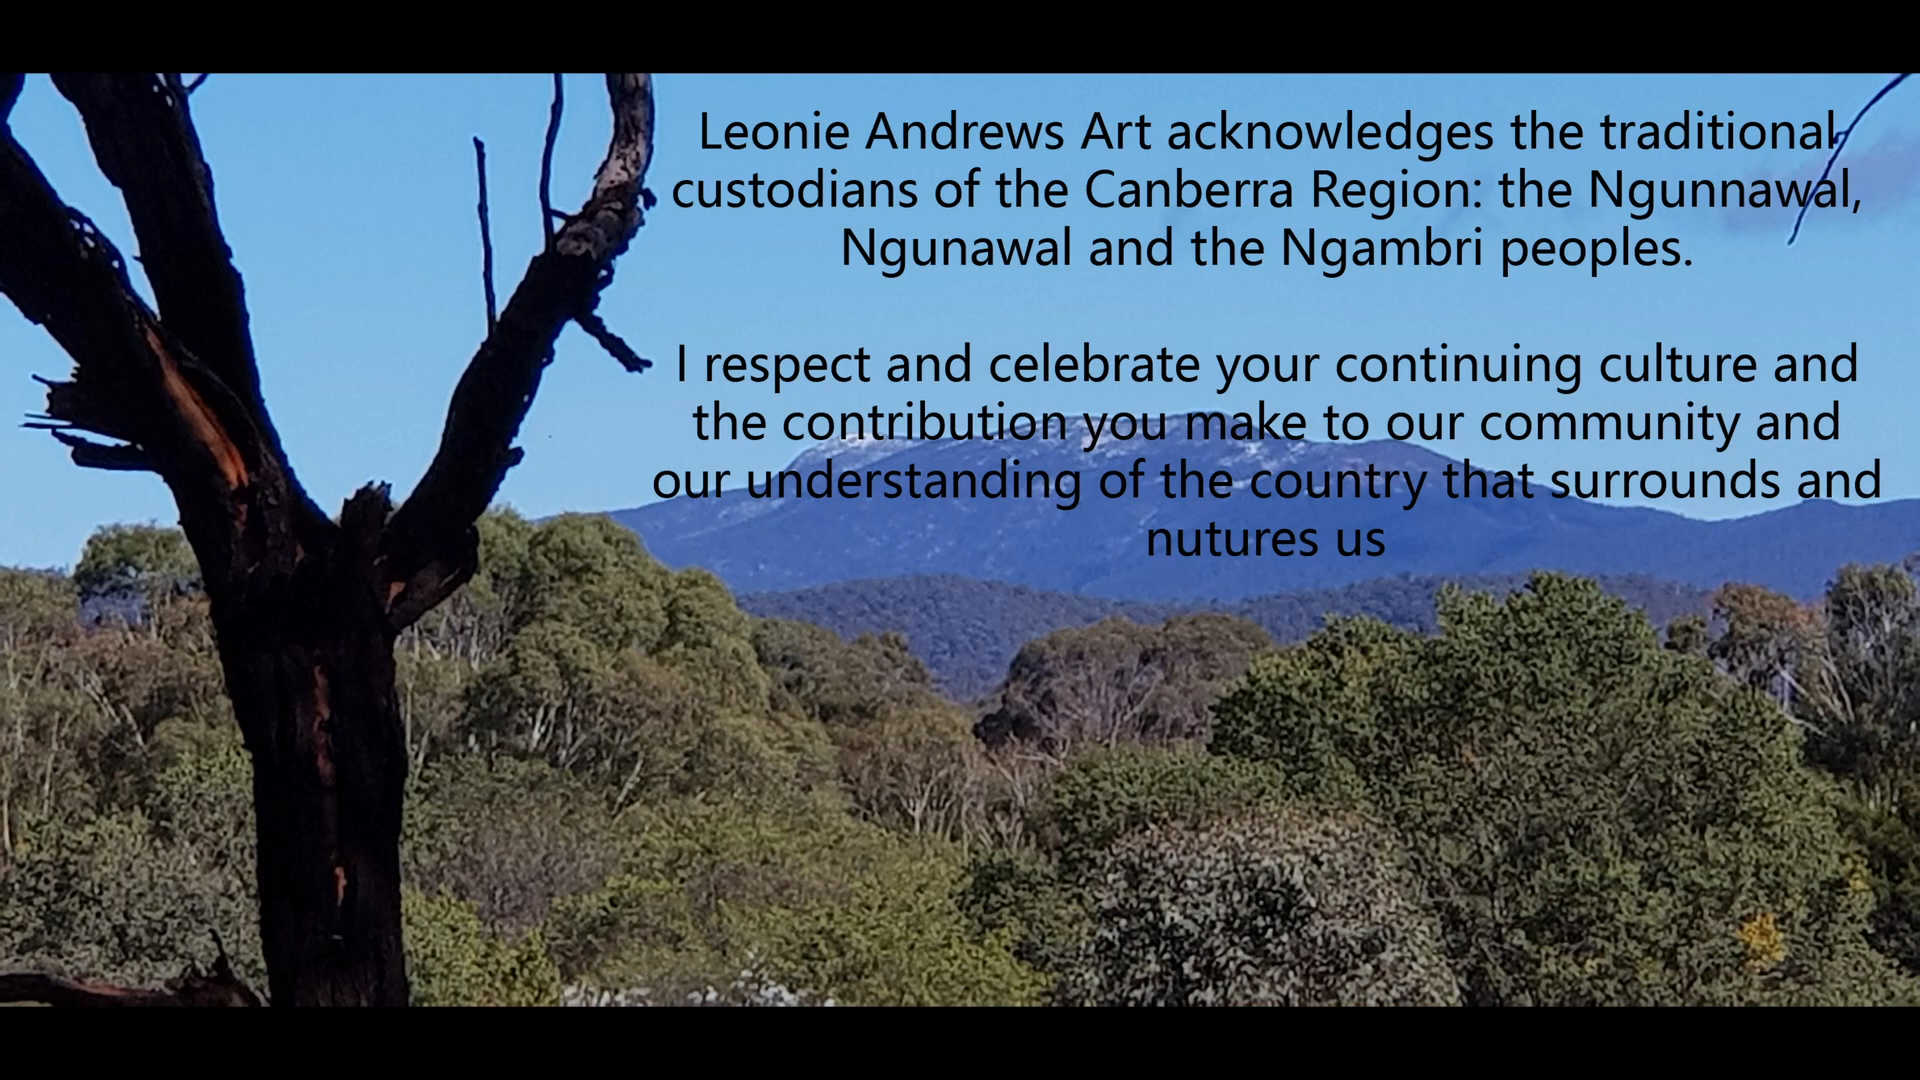 Leonie Andrews Art acknowledges the traditional
custodians of the Canberra Region: the Ngunnawal,
Ngunawal and the Ngambri peoples.
I respect and celebrate your continuing culture and
the contribution you make to our community and
our understanding of the country that surrounds and
nutures us